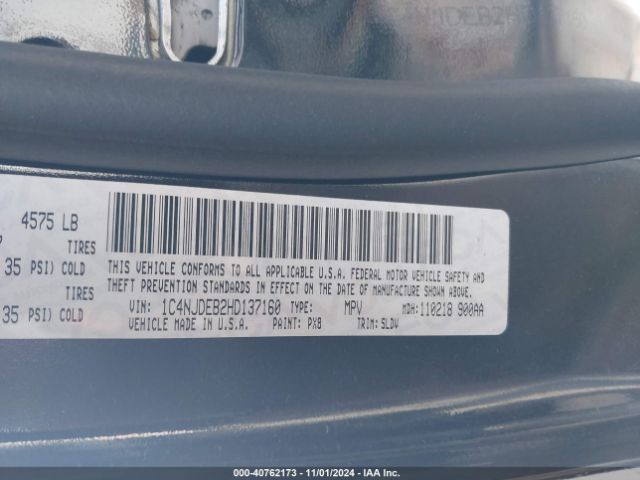 4575 LB
TIRES
35 PSI) COLD
TIRES
35 PSI) COLD
THIS VEHICLE CONFORMS TO ALL APPLICABLE U.S.A. FEDERAL MOTOR VEHICLE SAFETY AND
THEFT PREVENTION STANDARDS IN EFFECT ON THE DATE OF MANUFACTURE SHOWN ABOVE.
VIN: 1C4NJDEB2HD137160 TYPE: MPV MDH: 110218 900AA
VEHICLE MADE IN U.S.A. PAINT: PX8 TRIM: SLDV
000-40762173 - 11/01/2024 - IAA Inc.